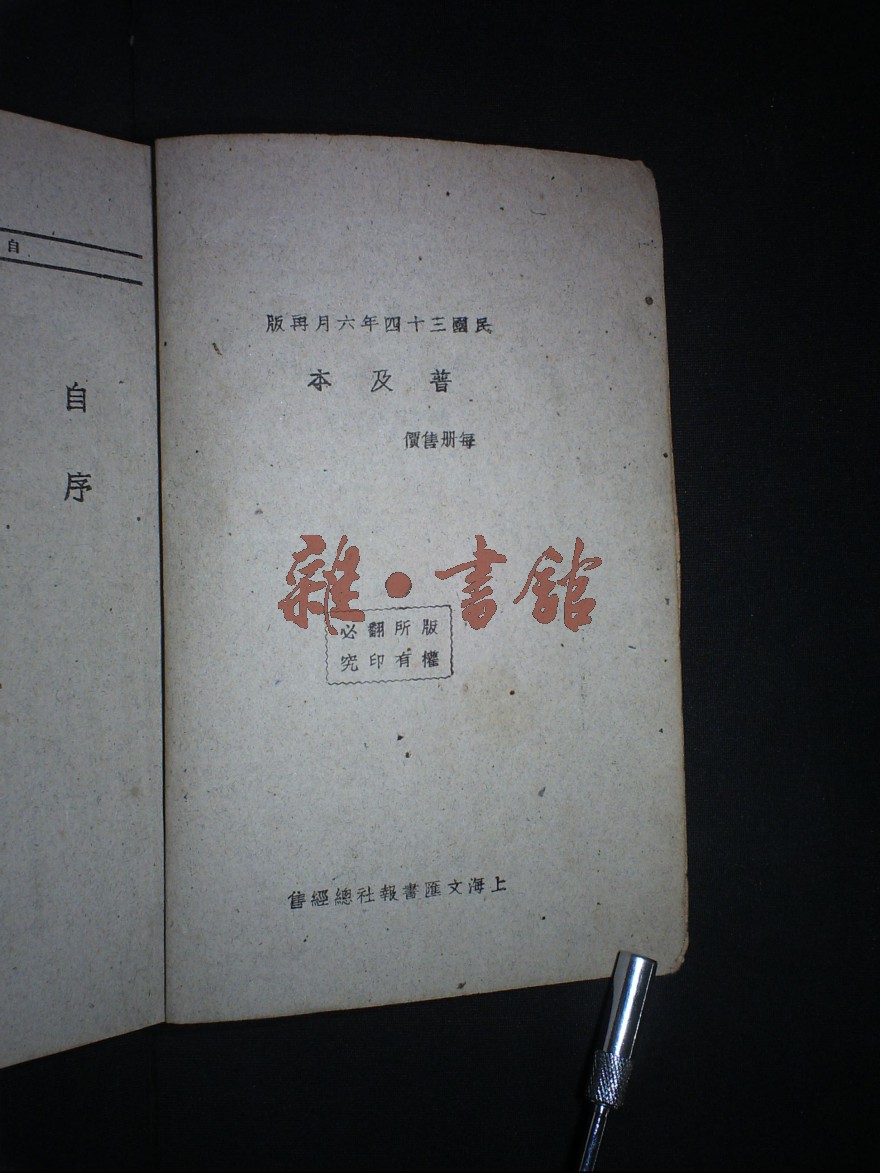 民國三十四年六月再版
普及本
每册售價
雜·書館
版權所有翻印必究
上海文匯書報社總經售
自
自序